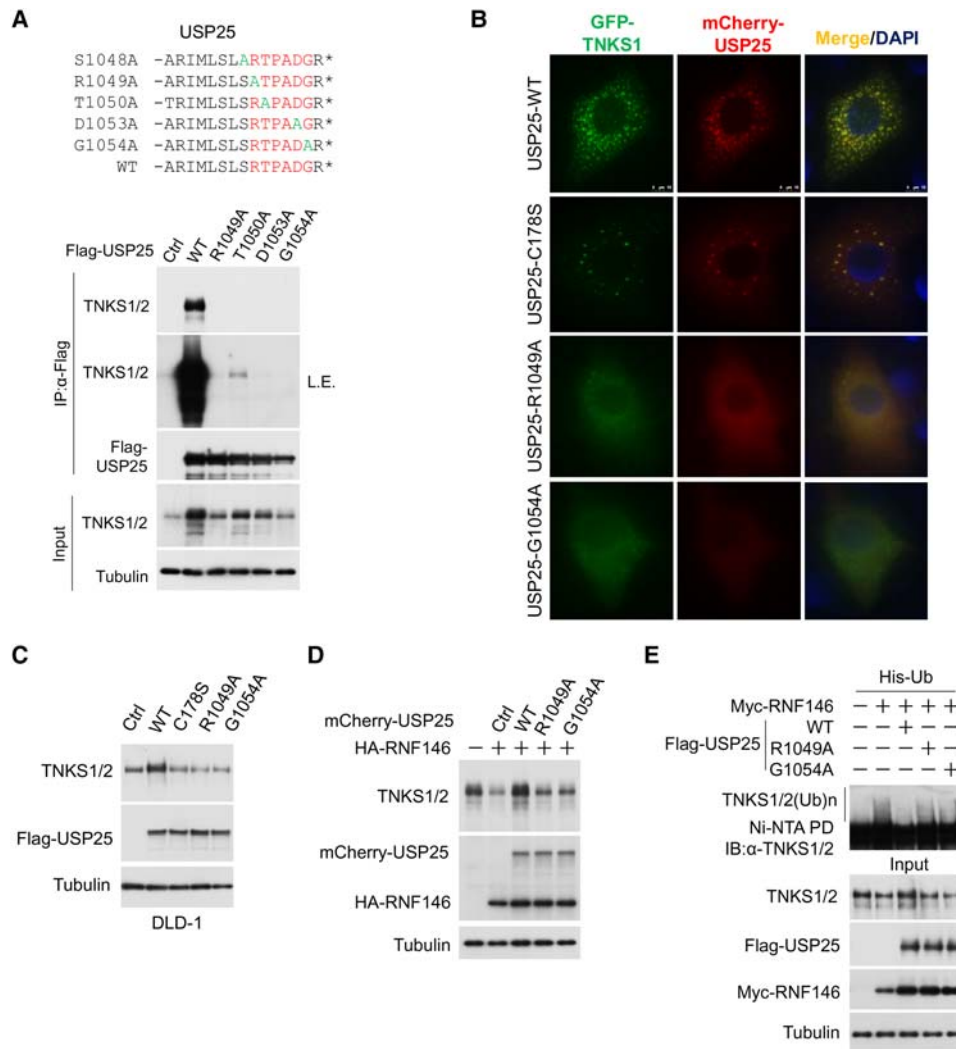 A
USP25
S1048A -ARIMLSLARTPADGR*
R1049A -ARIMLSLSATPADGR*
T1050A -TRIMLSLSRAPADGR*
D1053A -ARIMLSLSRTPAAGR*
G1054A -ARIMLSLSRTPADAR*
WT -ARIMLSLSRTPADGR*
Flag-USP25 Ctrl WT R1049A T1050A D1053A G1054A
IP:α-Flag
TNKS1/2
TNKS1/2 L.E.
Flag-
USP25
Input
TNKS1/2
Tubulin
B
GFP-
TNKS1
mCherry-
USP25
Merge/DAPI
USP25-WT
USP25-C178S
USP25-R1049A
USP25-G1054A
C
Ctrl WT C178S R1049A G1054A
TNKS1/2
Flag-USP25
Tubulin
DLD-1
D
mCherry-USP25 Ctrl WT R1049A G1054A
HA-RNF146 − + + + +
TNKS1/2
mCherry-USP25
HA-RNF146
Tubulin
E
His-Ub
Myc-RNF146 − + + + +
Flag-USP25
WT − − + − −
R1049A − − − + −
G1054A − − − − +
TNKS1/2(Ub)n
Ni-NTA PD
IB:α-TNKS1/2
Input
TNKS1/2
Flag-USP25
Myc-RNF146
Tubulin